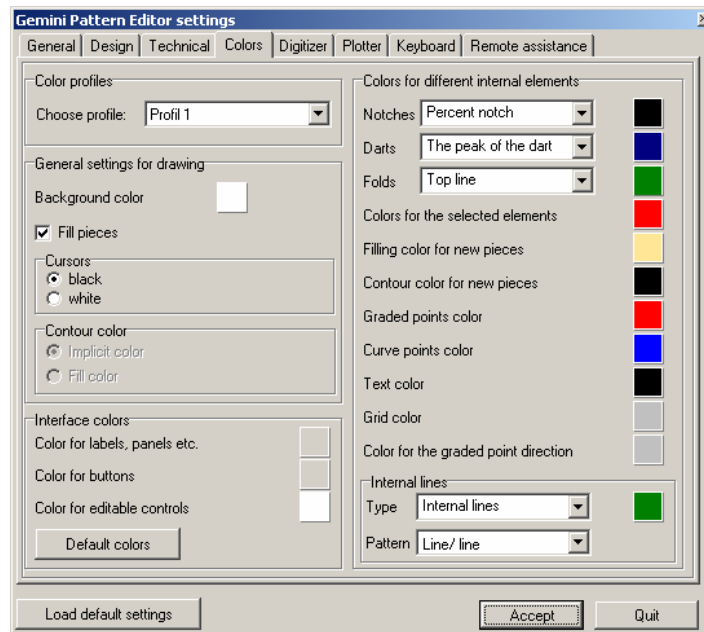 Gemini Pattern Editor settings
General Design Technical Colors Digitizer Plotter Keyboard Remote assistance
Color profiles
Choose profile: Profil 1
General settings for drawing
Background color
Fill pieces
Cursors
black
white
Contour color
Implicit color
Fill color
Interface colors
Color for labels, panels etc.
Color for buttons
Color for editable controls
Default colors
Colors for different internal elements
Notches Percent notch
Darts The peak of the dart
Folds Top line
Colors for the selected elements
Filling color for new pieces
Contour color for new pieces
Graded points color
Curve points color
Text color
Grid color
Color for the graded point direction
Internal lines
Type Internal lines
Pattern Line/ line
Load default settings
Accept
Quit